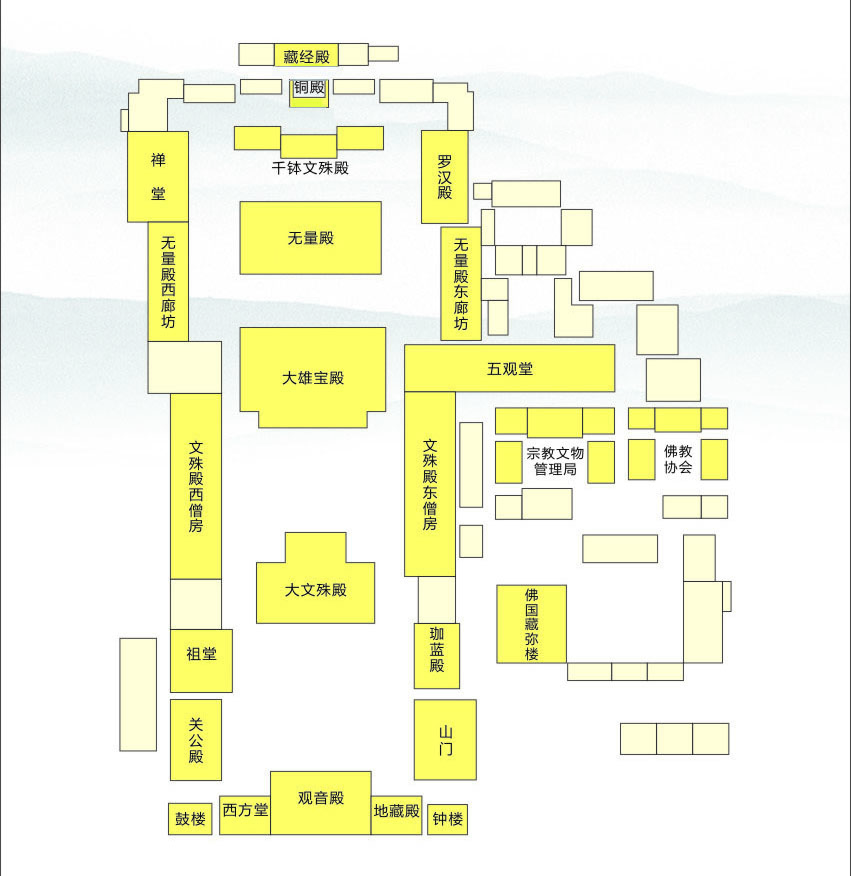 藏经殿
铜殿
千钵文殊殿
禅堂
罗汉殿
无量殿
无量殿西廊坊
无量殿东廊坊
大雄宝殿
五观堂
文殊殿西僧房
文殊殿东僧房
宗教文物
管理局
佛教
协会
大文殊殿
佛国藏弥楼
祖堂
珈蓝殿
关公殿
山门
鼓楼
西方堂
观音殿
地藏殿
钟楼